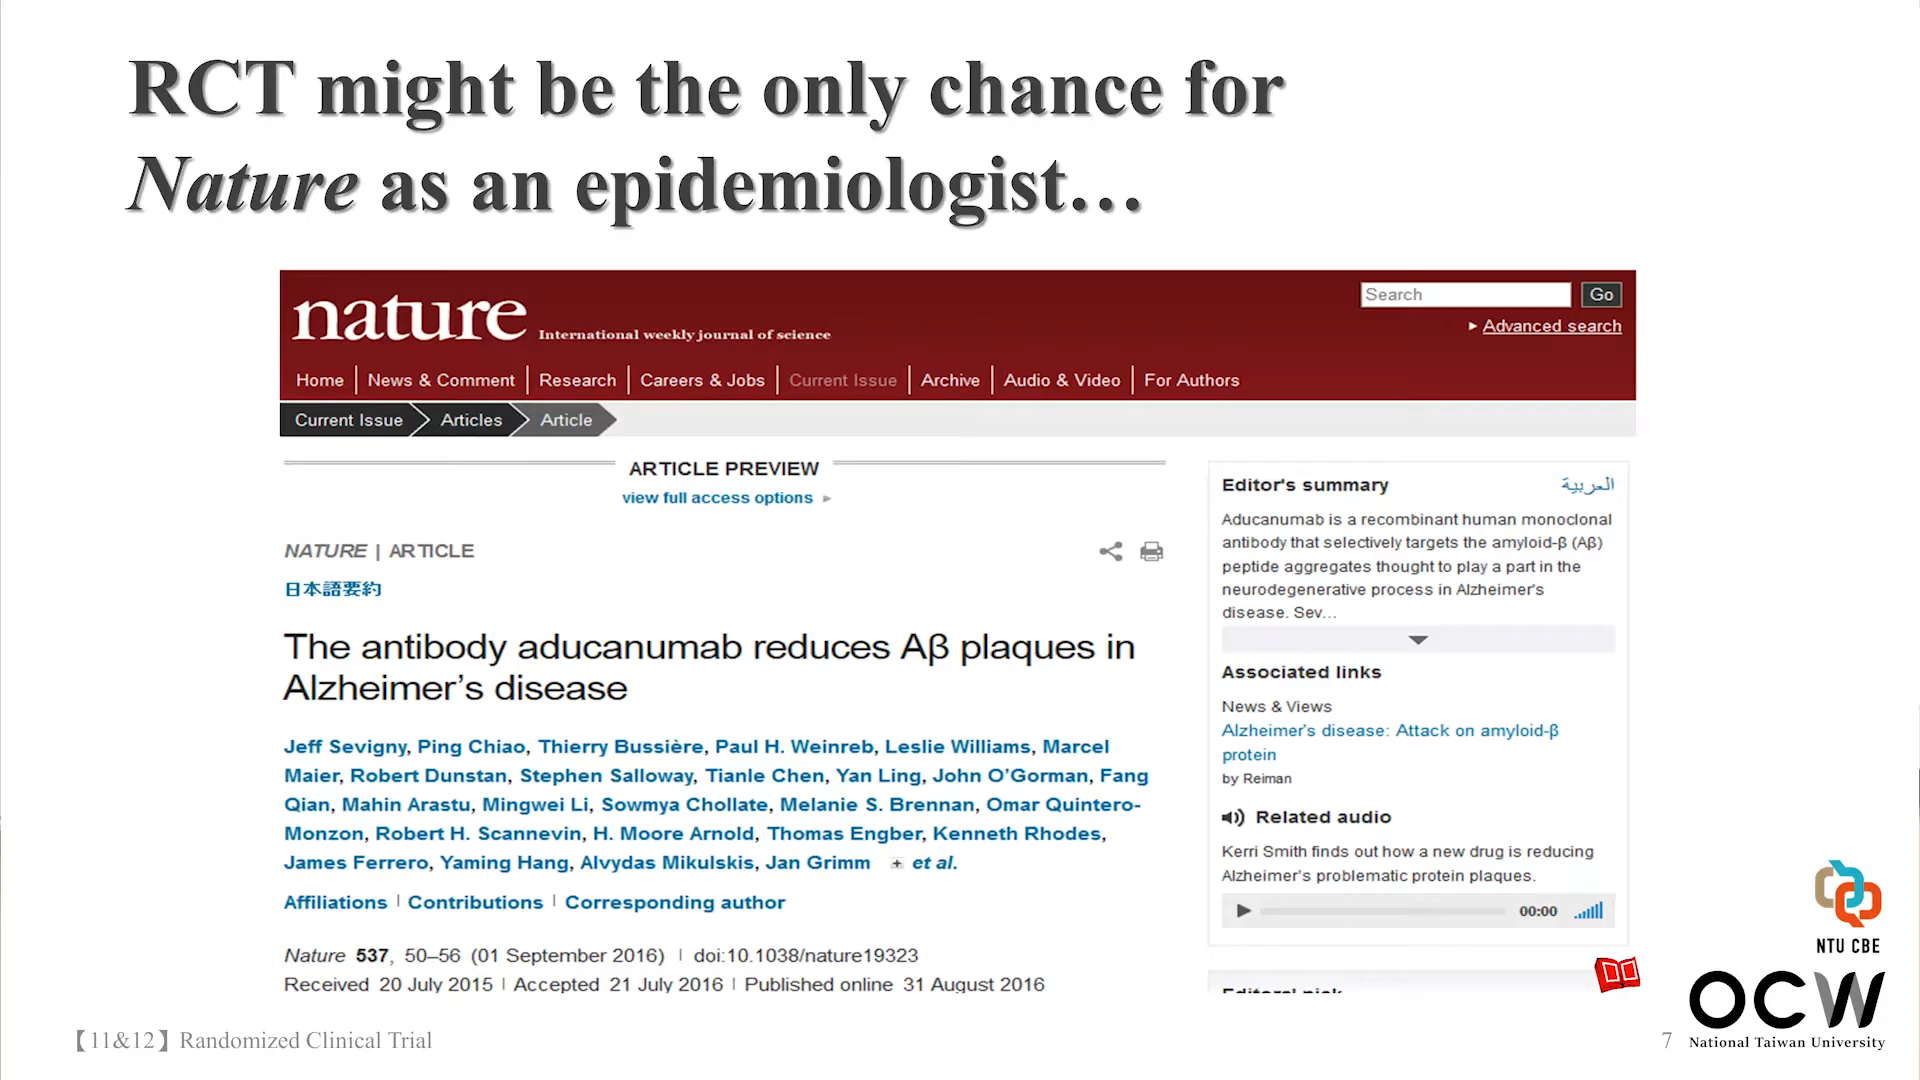 RCT might be the only chance for
Nature as an epidemiologist…
nature International weekly journal of science
Search Go
Advanced search
Home News & Comment Research Careers & Jobs Current Issue Archive Audio & Video For Authors
Current Issue Articles Article
ARTICLE PREVIEW
view full access options
NATURE | ARTICLE
日本語要約
The antibody aducanumab reduces Aβ plaques in
Alzheimer’s disease
Jeff Sevigny, Ping Chiao, Thierry Bussière, Paul H. Weinreb, Leslie Williams, Marcel
Maier, Robert Dunstan, Stephen Salloway, Tianle Chen, Yan Ling, John O’Gorman, Fang
Qian, Mahin Arastu, Mingwei Li, Sowmya Chollate, Melanie S. Brennan, Omar Quintero-
Monzon, Robert H. Scannevin, H. Moore Arnold, Thomas Engber, Kenneth Rhodes,
James Ferrero, Yaming Hang, Alvydas Mikulskis, Jan Grimm + et al.
Affiliations | Contributions | Corresponding author
Nature 537, 50–56 (01 September 2016) | doi:10.1038/nature19323
Received 20 July 2015 | Accepted 21 July 2016 | Published online 31 August 2016
Editor's summary العربية
Aducanumab is a recombinant human monoclonal
antibody that selectively targets the amyloid-β (Aβ)
peptide aggregates thought to play a part in the
neurodegenerative process in Alzheimer's
disease. Sev…
Associated links
News & Views
Alzheimer's disease: Attack on amyloid-β
protein
by Reiman
Related audio
Kerri Smith finds out how a new drug is reducing
Alzheimer's problematic protein plaques.
00:00
Editors' pick
NTU CBE
OCW
National Taiwan University
【11&12】Randomized Clinical Trial
7